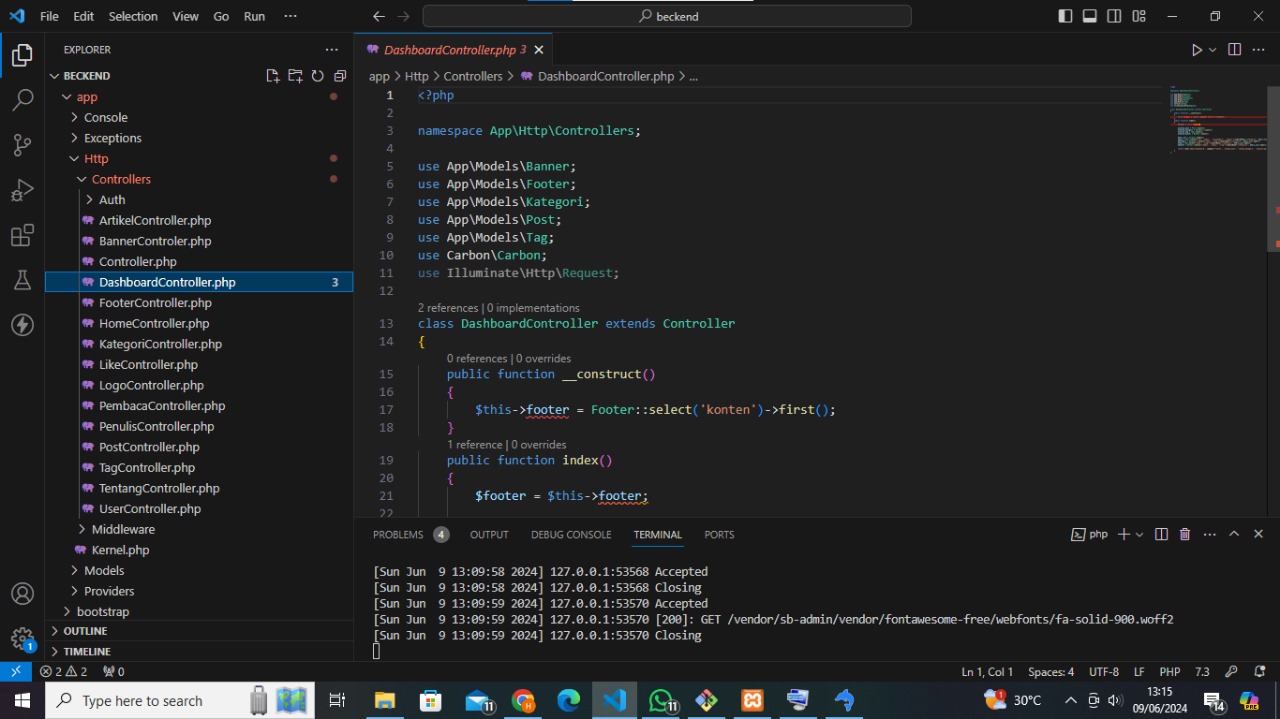 File Edit Selection View Go Run ···
beckend
EXPLORER
BECKEND
app
Console
Exceptions
Http
Controllers
Auth
ArtikelController.php
BannerControler.php
Controller.php
DashboardController.php 3
FooterController.php
HomeController.php
KategoriController.php
LikeController.php
LogoController.php
PembacaController.php
PenulisController.php
PostController.php
TagController.php
TentangController.php
UserController.php
Middleware
Kernel.php
Models
Providers
bootstrap
OUTLINE
TIMELINE
DashboardController.php 3
app > Http > Controllers > DashboardController.php > ...
1 <?php
2
3 namespace App\Http\Controllers;
4
5 use App\Models\Banner;
6 use App\Models\Footer;
7 use App\Models\Kategori;
8 use App\Models\Post;
9 use App\Models\Tag;
10 use Carbon\Carbon;
11 use Illuminate\Http\Request;
12
2 references | 0 implementations
13 class DashboardController extends Controller
14 {
0 references | 0 overrides
15 public function __construct()
16 {
17 $this->footer = Footer::select('konten')->first();
18 }
1 reference | 0 overrides
19 public function index()
20 {
21 $footer = $this->footer;
22
PROBLEMS 4 OUTPUT DEBUG CONSOLE TERMINAL PORTS
php
[Sun Jun  9 13:09:58 2024] 127.0.0.1:53568 Accepted
[Sun Jun  9 13:09:58 2024] 127.0.0.1:53568 Closing
[Sun Jun  9 13:09:59 2024] 127.0.0.1:53570 Accepted
[Sun Jun  9 13:09:59 2024] 127.0.0.1:53570 [200]: GET /vendor/sb-admin/vendor/fontawesome-free/webfonts/fa-solid-900.woff2
[Sun Jun  9 13:09:59 2024] 127.0.0.1:53570 Closing
1
2 2 0
Ln 1, Col 1 Spaces: 4 UTF-8 LF PHP 7.3
Type here to search
11
11
1
30°C
13:15
09/06/2024
14
PRE